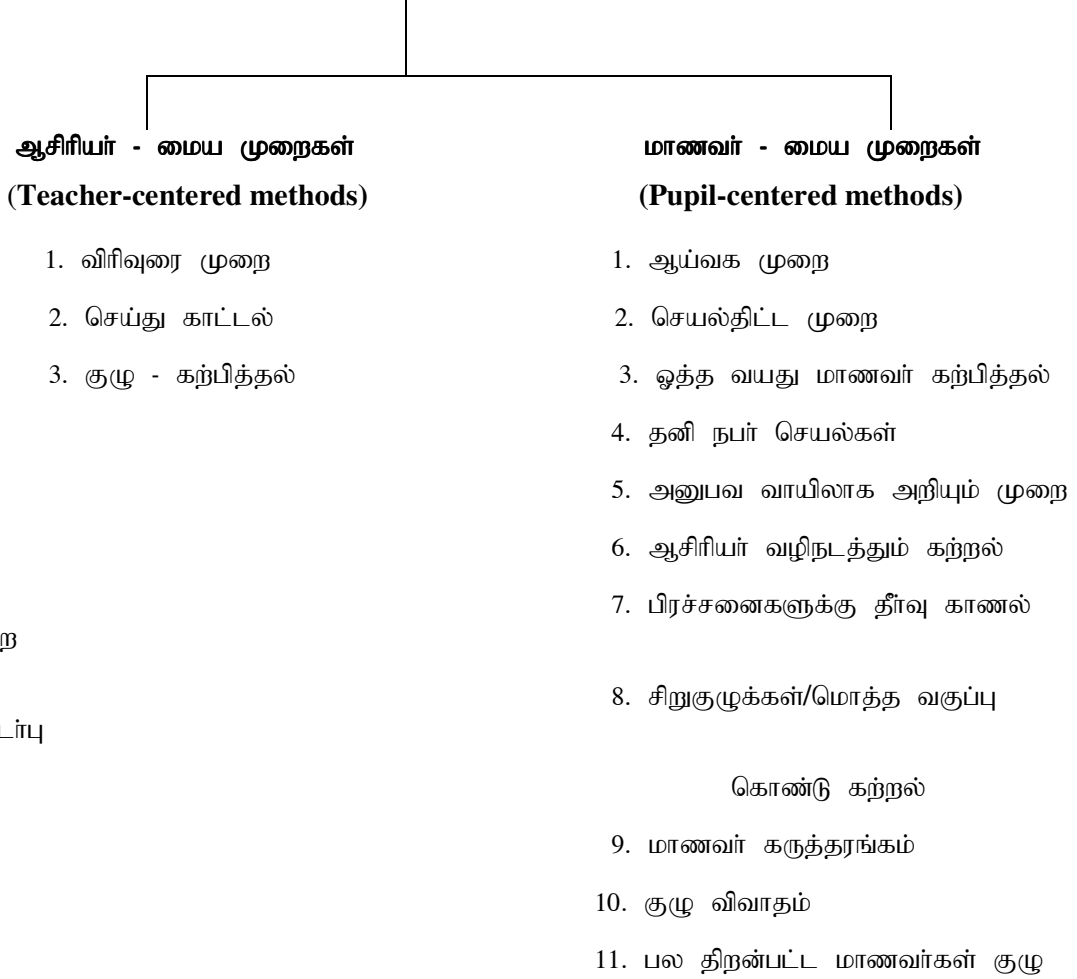 ஆசிரியர் - மைய முறைகள்
(Teacher-centered methods)
1. விரிவுரை முறை
2. செய்து காட்டல்
3. குழு - கற்பித்தல்
மாணவர் - மைய முறைகள்
(Pupil-centered methods)
1. ஆய்வக முறை
2. செயல்திட்ட முறை
3. ஓத்த வயது மாணவர் கற்பித்தல்
4. தனி நபர் செயல்கள்
5. அனுபவ வாயிலாக அறியும் முறை
6. ஆசிரியர் வழிநடத்தும் கற்றல்
7. பிரச்சனைகளுக்கு தீர்வு காணல்
8. சிறுகுழுக்கள்/மொத்த வகுப்பு
கொண்டு கற்றல்
9. மாணவர் கருத்தரங்கம்
10. குழு விவாதம்
11. பல திறன்பட்ட மாணவர்கள் குழு